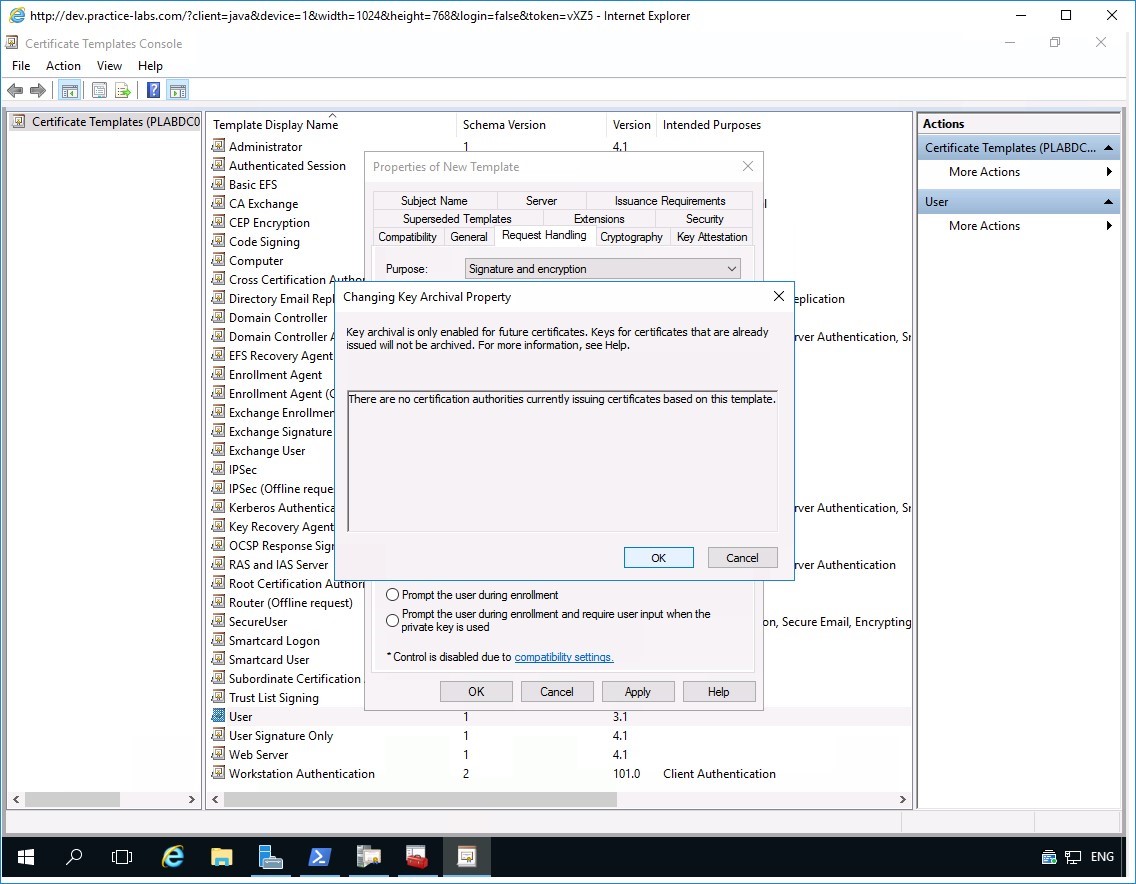 http://dev.practice-labs.com/?client=java&device=1&width=1024&height=768&login=false&token=vXZ5 - Internet Explorer
Certificate Templates Console
File Action View Help
Certificate Templates (PLABDC0
Template Display Name Schema Version Version Intended Purposes
Administrator 1 4.1
Authenticated Session
Basic EFS
CA Exchange
CEP Encryption
Code Signing
Computer
Cross Certification Autho
Directory Email Repl
Domain Controller
Domain Controller A
EFS Recovery Agent
Enrollment Agent
Enrollment Agent (C
Exchange Enrollmen
Exchange Signature
Exchange User
IPSec
IPSec (Offline reque
Kerberos Authentica
Key Recovery Agent
OCSP Response Sign
RAS and IAS Server
Root Certification Authori
Router (Offline request)
SecureUser
Smartcard Logon
Smartcard User
Subordinate Certification
Trust List Signing
User 1 3.1
User Signature Only 1 4.1
Web Server 1 4.1
Workstation Authentication 2 101.0 Client Authentication
eplication
rver Authentication, Sr
rver Authentication, Sr
rver Authentication
on, Secure Email, Encrypting
Properties of New Template
Subject Name Server Issuance Requirements
Superseded Templates Extensions Security
Compatibility General Request Handling Cryptography Key Attestation
Purpose: Signature and encryption
Changing Key Archival Property
Key archival is only enabled for future certificates. Keys for certificates that are already
issued will not be archived. For more information, see Help.
There are no certification authorities currently issuing certificates based on this template.
OK Cancel
Prompt the user during enrollment
Prompt the user during enrollment and require user input when the
private key is used
* Control is disabled due to compatibility settings.
OK Cancel Apply Help
Actions
Certificate Templates (PLABDC...
More Actions
User
More Actions
ENG